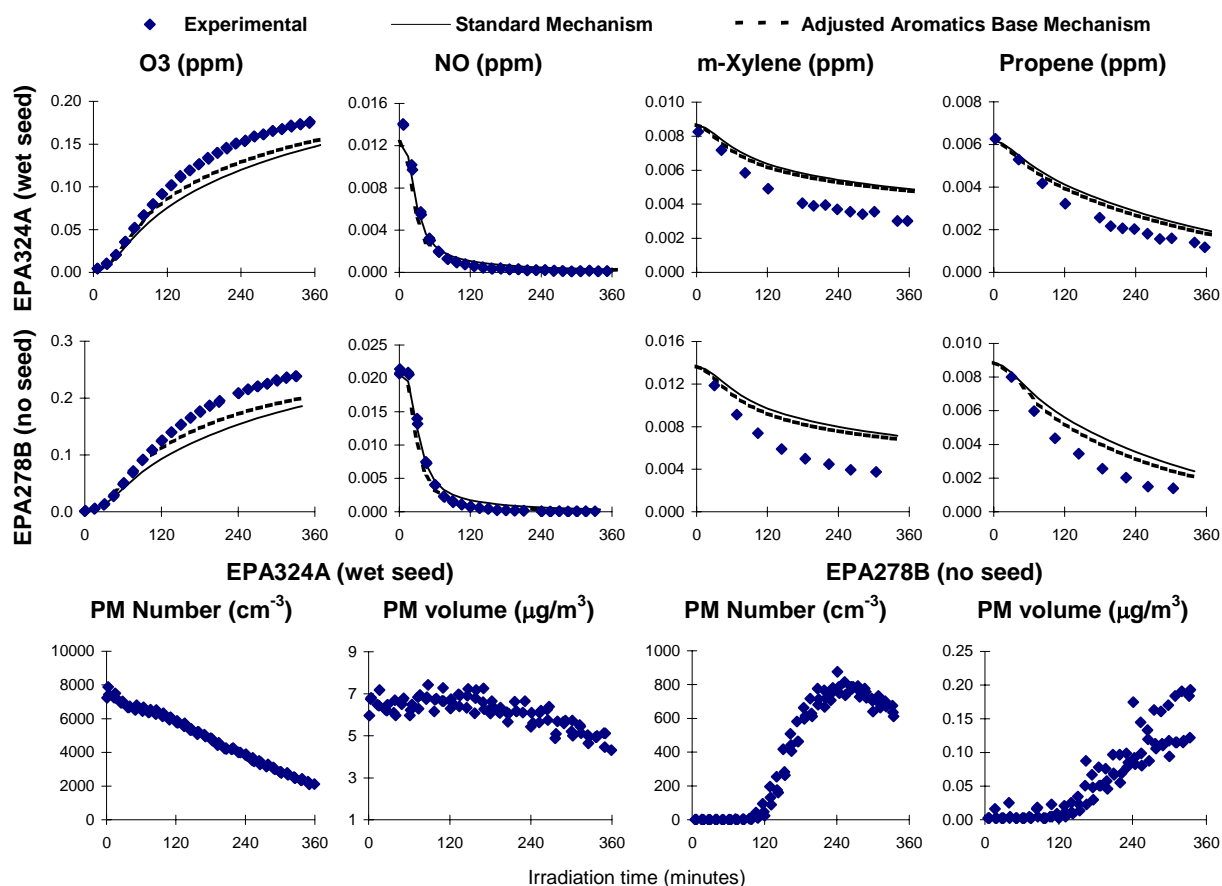 Experimental
Standard Mechanism
Adjusted Aromatics Base Mechanism
O3 (ppm)
NO (ppm)
m-Xylene (ppm)
Propene (ppm)
EPA324A (wet seed)
0.20
0.15
0.10
0.05
0.00
0 120 240 360
0.016
0.012
0.008
0.004
0.000
0 120 240 360
0.010
0.008
0.006
0.004
0.002
0.000
0 120 240 360
0.008
0.006
0.004
0.002
0.000
0 120 240 360
EPA278B (no seed)
0.3
0.2
0.1
0.0
0 120 240 360
0.025
0.020
0.015
0.010
0.005
0.000
0 120 240 360
0.016
0.012
0.008
0.004
0.000
0 120 240 360
0.010
0.008
0.006
0.004
0.002
0.000
0 120 240 360
EPA324A (wet seed)
EPA278B (no seed)
PM Number (cm⁻³)
PM volume (μg/m³)
PM Number (cm⁻³)
PM volume (μg/m³)
10000
8000
6000
4000
2000
0
0 120 240 360
9
7
5
3
1
0 120 240 360
1000
800
600
400
200
0
0 120 240 360
0.25
0.20
0.15
0.10
0.05
0.00
0 120 240 360
Irradiation time (minutes)